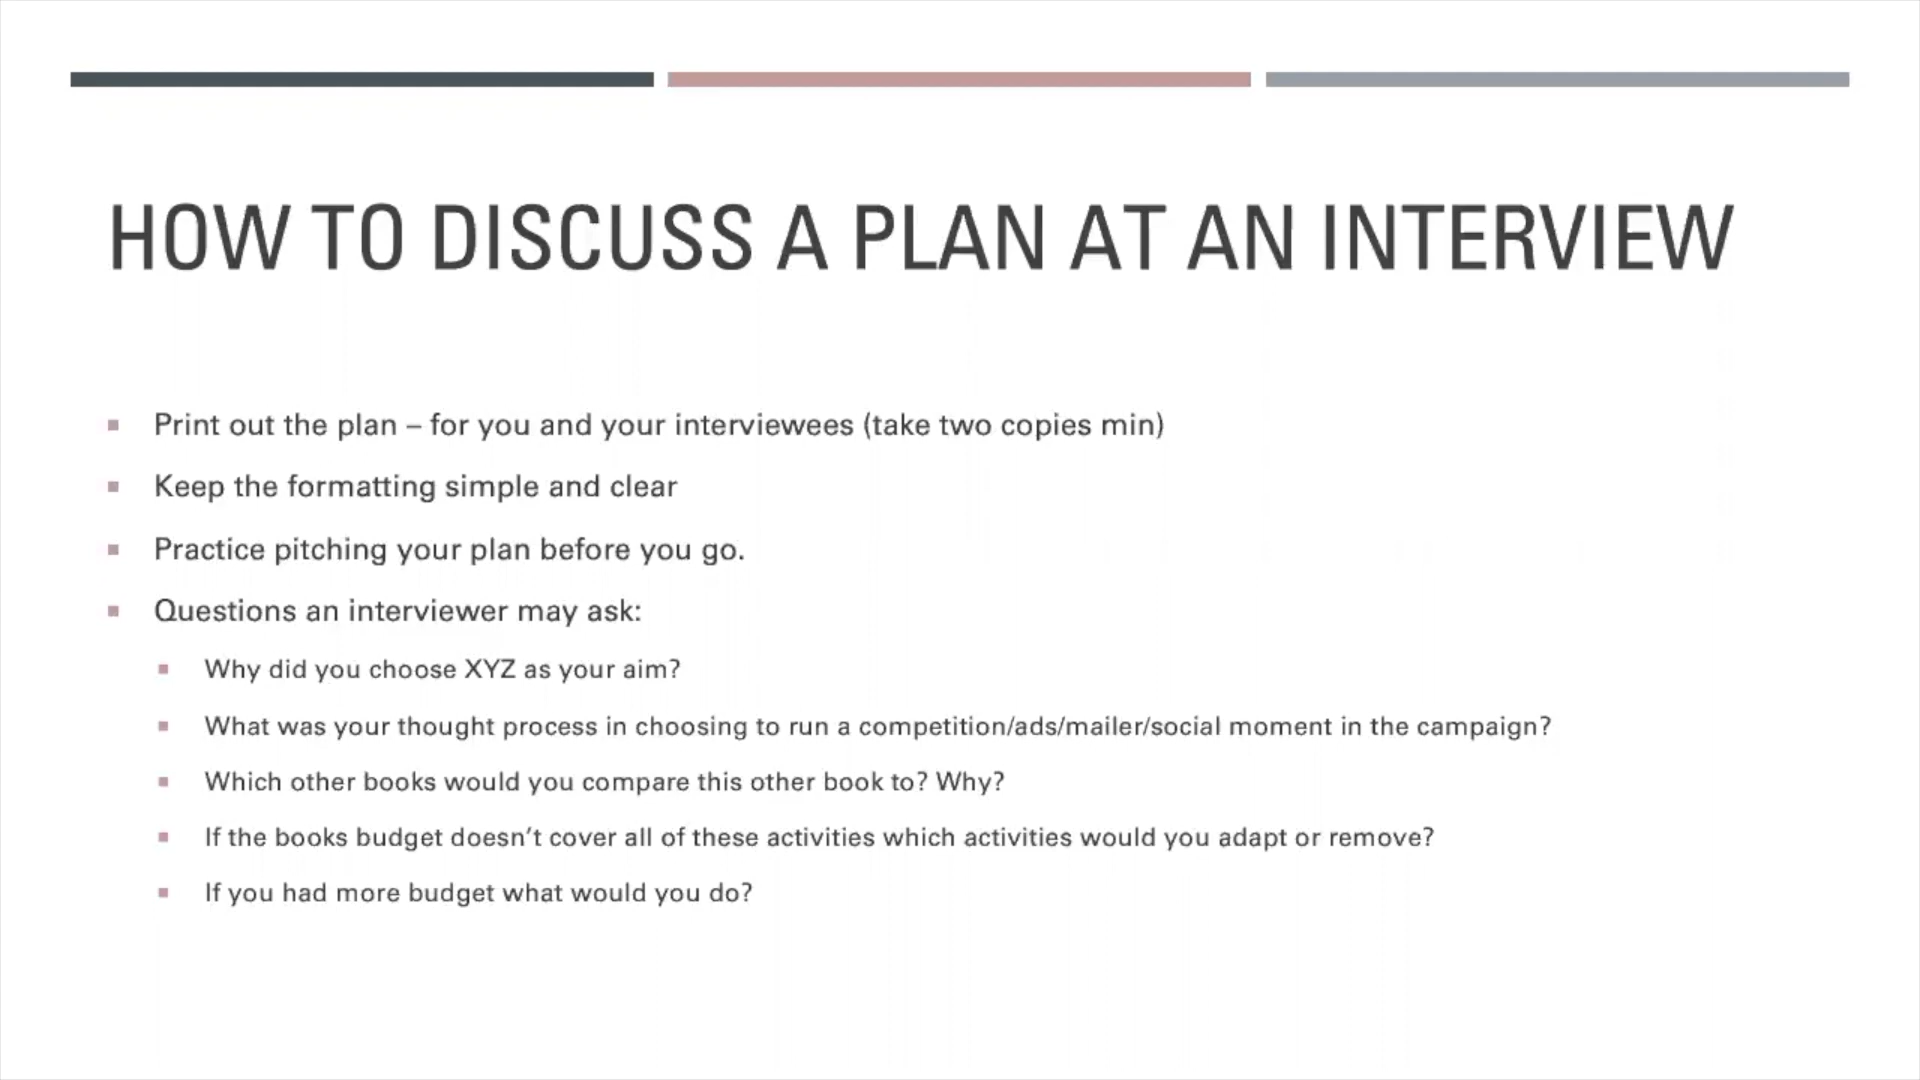 HOW TO DISCUSS A PLAN AT AN INTERVIEW
Print out the plan – for you and your interviewees (take two copies min)
Keep the formatting simple and clear
Practice pitching your plan before you go.
Questions an interviewer may ask:
Why did you choose XYZ as your aim?
What was your thought process in choosing to run a competition/ads/mailer/social moment in the campaign?
Which other books would you compare this other book to? Why?
If the books budget doesn’t cover all of these activities which activities would you adapt or remove?
If you had more budget what would you do?